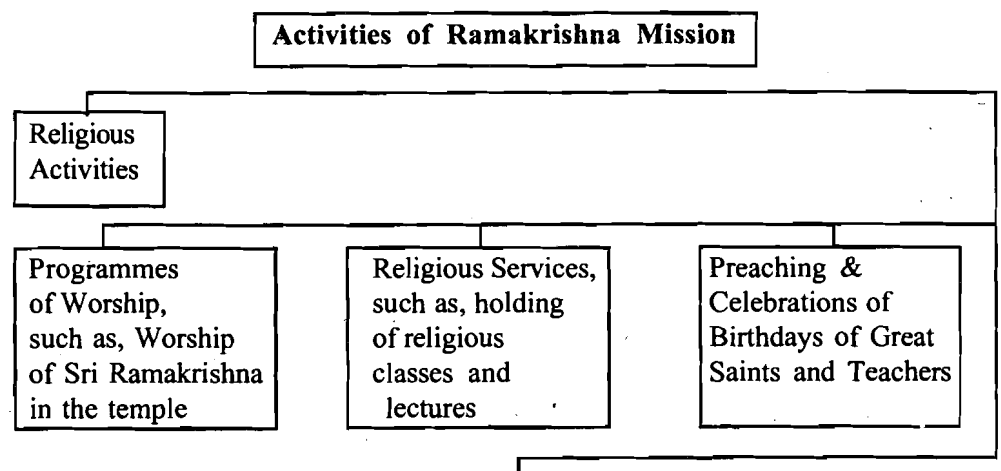 Activities of Ramakrishna Mission
Religious
Activities
Programmes
of Worship,
such as, Worship
of Sri Ramakrishna
in the temple
Religious Services,
such as, holding
of religious
classes and
lectures
Preaching &
Celebrations of
Birthdays of Great
Saints and Teachers